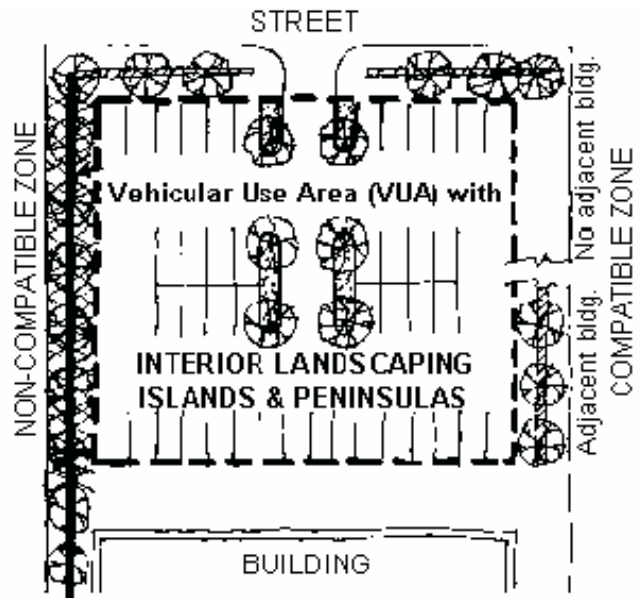 STREET
NON-COMPATIBLE ZONE
Vehicular Use Area (VUA) with
INTERIOR LANDSCAPING
ISLANDS & PENINSULAS
No adjacent bldg.
Adjacent bldg.
COMPATIBLE ZONE
BUILDING